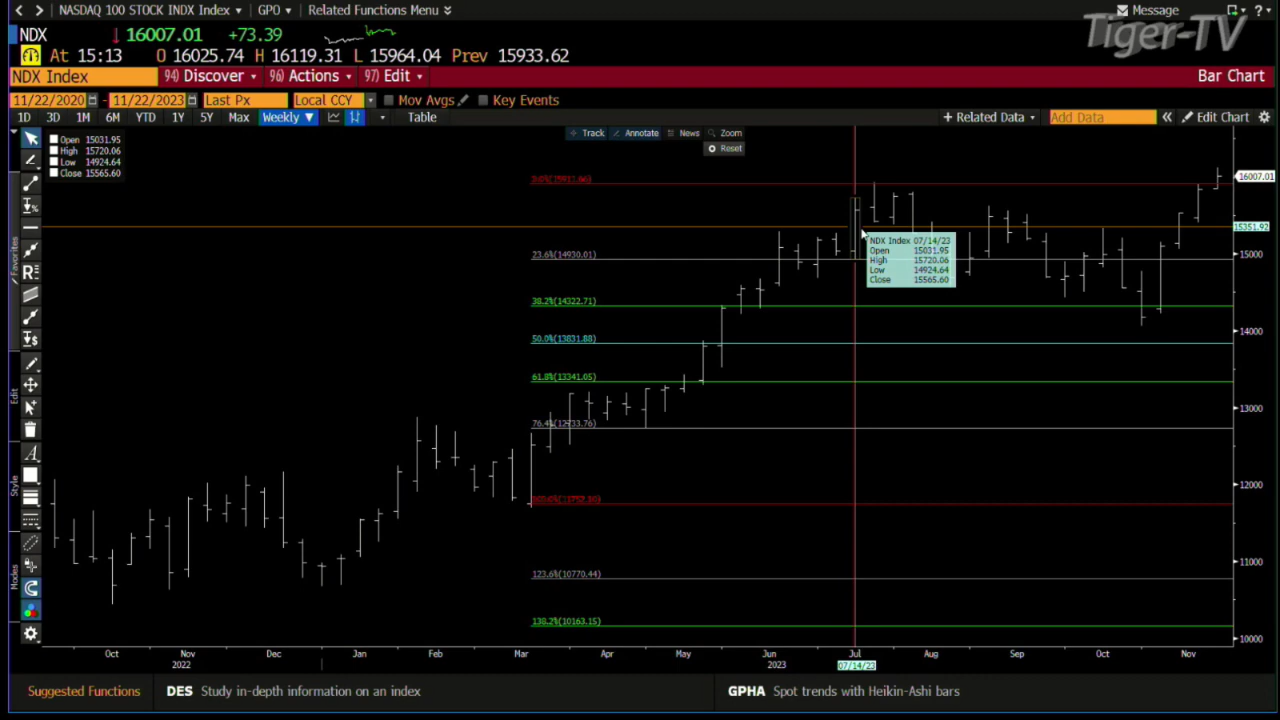 NASDAQ 100 STOCK INDX Index GPO Related Functions Menu Message
Tiger-TV
NDX 16007.01 +73.39
At 15:13 O 16025.74 H 16119.31 L 15964.04 Prev 15933.62
NDX Index 94) Discover 96) Actions 97) Edit Bar Chart
11/22/2020 - 11/22/2023 Last Px Local CCY Mov Avgs Key Events
1D 3D 1M 6M YTD 1Y 5Y Max Weekly Table + Related Data Add Data Edit Chart
Track Annotate News Zoom
Reset
Open 15031.95
High 15720.06
Low 14924.64
Close 15565.60
16007.01
15351.92
15000
14000
13000
12000
11000
10000
23.6%(14930.01)
38.2%(14322.71)
50.0%(13831.88)
61.8%(13341.05)
123.6%(10770.44)
138.2%(10163.15)
NDX Index 07/14/23
Open 15031.95
High 15720.06
Low 14924.64
Close 15565.60
Favorites
Edit
Style
Modes
Oct Nov Dec Jan Feb Mar Apr May Jun Jul Aug Sep Oct Nov
2022 2023 07/14/23
Suggested Functions DES Study in-depth information on an index GPHA Spot trends with Heikin-Ashi bars